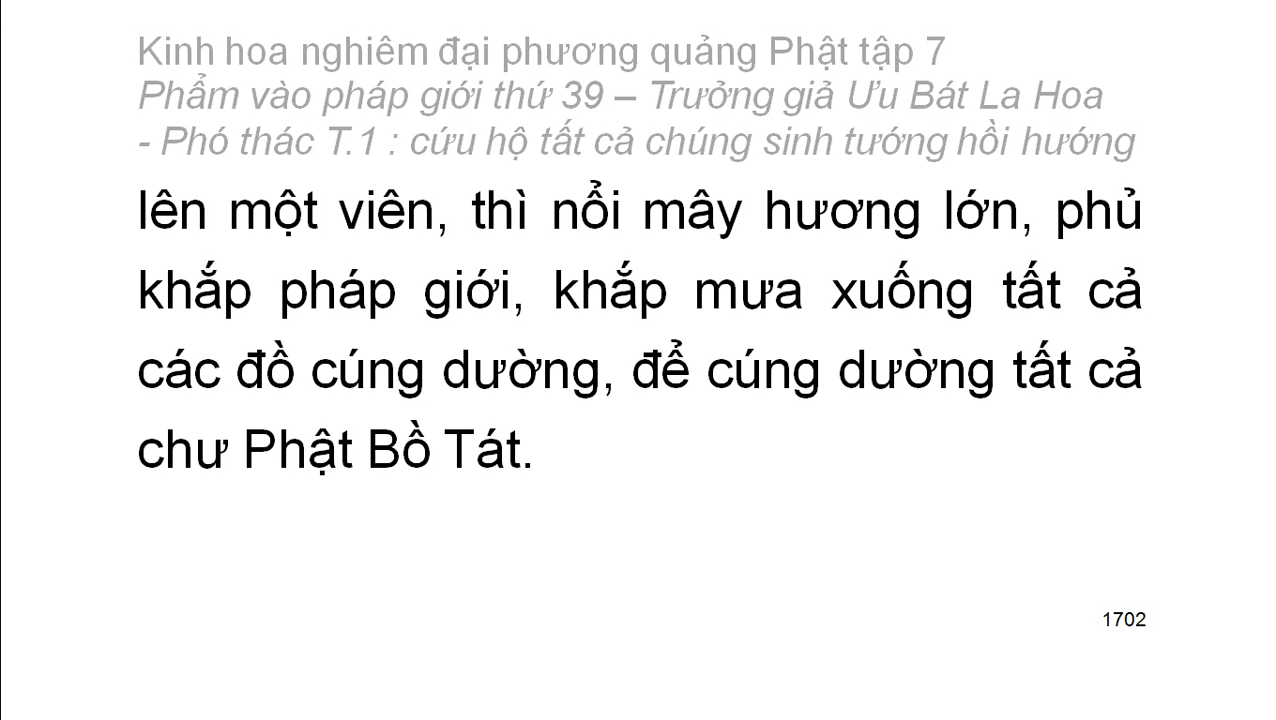 Kinh hoa nghiêm đại phương quảng Phật tập 7
Phẩm vào pháp giới thứ 39 – Trưởng giả Ưu Bát La Hoa
- Phó thác T.1 : cứu hộ tất cả chúng sinh tướng hồi hướng
lên một viên, thì nổi mây hương lớn, phủ
khắp pháp giới, khắp mưa xuống tất cả
các đồ cúng dường, để cúng dường tất cả
chư Phật Bồ Tát.
1702